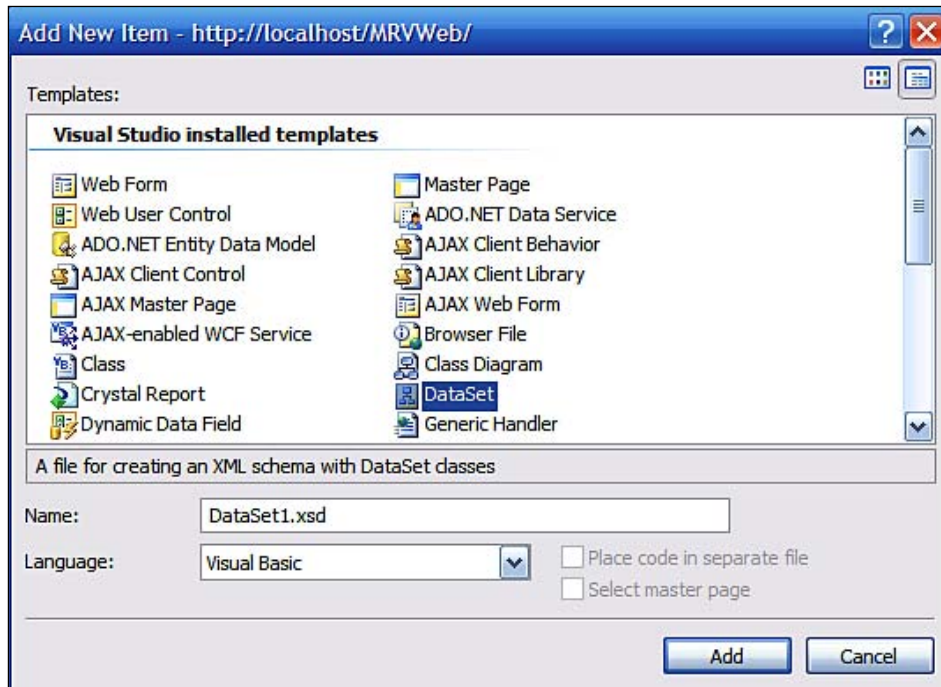 Add New Item - http://localhost/MRVWeb/
Templates:
Visual Studio installed templates
Web Form
Master Page
Web User Control
ADO.NET Data Service
ADO.NET Entity Data Model
AJAX Client Behavior
AJAX Client Control
AJAX Client Library
AJAX Master Page
AJAX Web Form
AJAX-enabled WCF Service
Browser File
Class
Class Diagram
Crystal Report
DataSet
Dynamic Data Field
Generic Handler
A file for creating an XML schema with DataSet classes
Name:
DataSet1.xsd
Language:
Visual Basic
Place code in separate file
Select master page
Add
Cancel